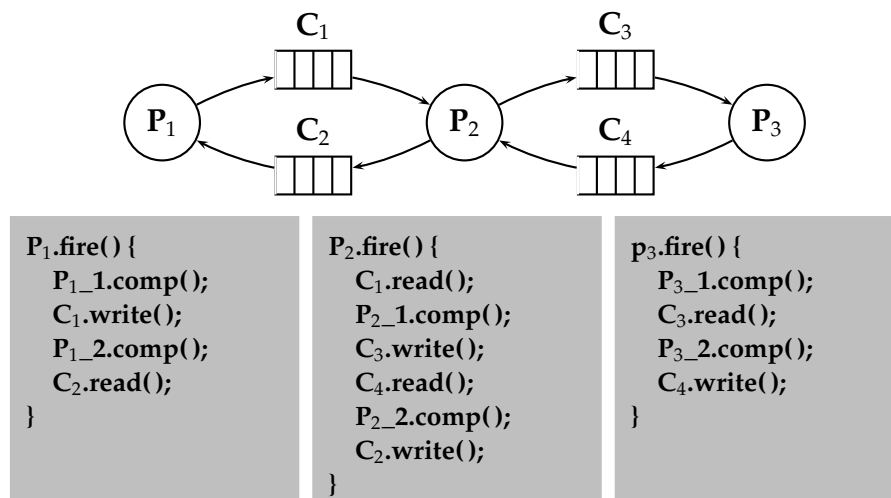 C₁ C₃
P₁ P₂ P₃
C₂ C₄
P₁.fire() {
P₁_1.comp();
C₁.write();
P₁_2.comp();
C₂.read();
}
P₂.fire() {
C₁.read();
P₂_1.comp();
C₃.write();
C₄.read();
P₂_2.comp();
C₂.write();
}
p₃.fire() {
P₃_1.comp();
C₃.read();
P₃_2.comp();
C₄.write();
}